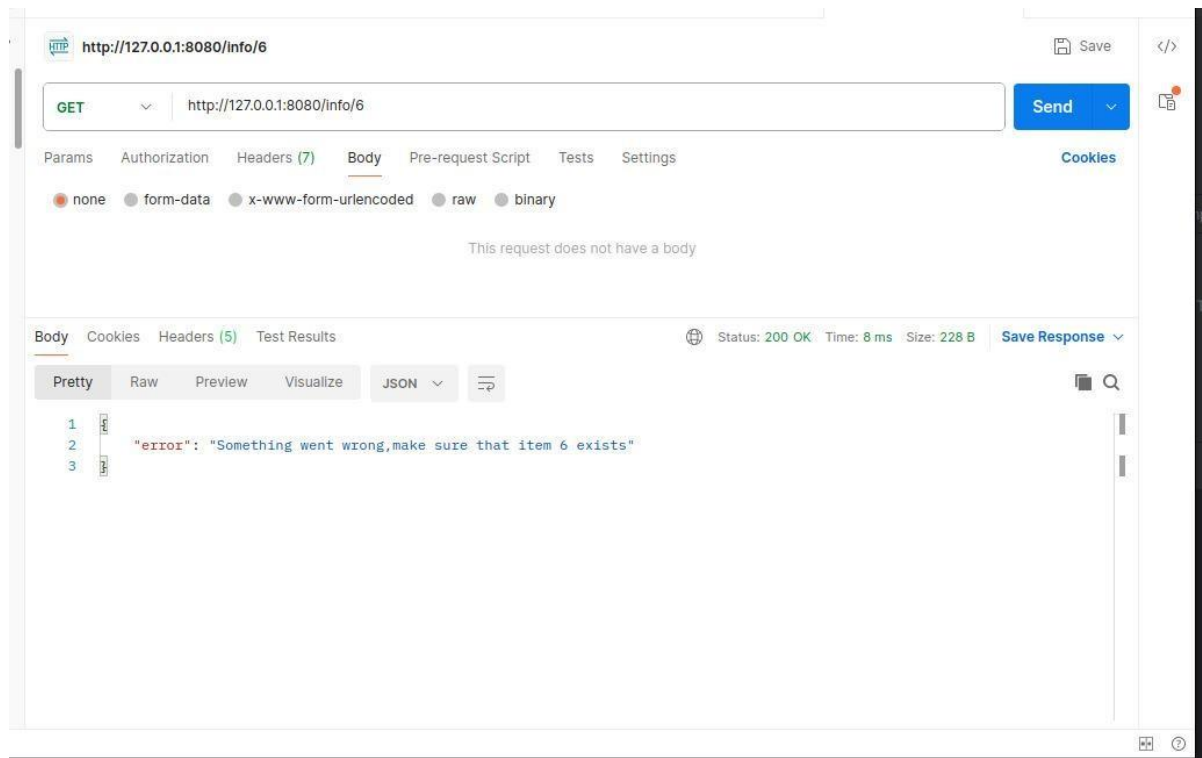 HTTP http://127.0.0.1:8080/info/6 Save </>
GET http://127.0.0.1:8080/info/6 Send
Params Authorization Headers (7) Body Pre-request Script Tests Settings Cookies
none form-data x-www-form-urlencoded raw binary
This request does not have a body
Body Cookies Headers (5) Test Results Status: 200 OK Time: 8 ms Size: 228 B Save Response
Pretty Raw Preview Visualize JSON
1 {
2 "error": "Something went wrong,make sure that item 6 exists"
3 }